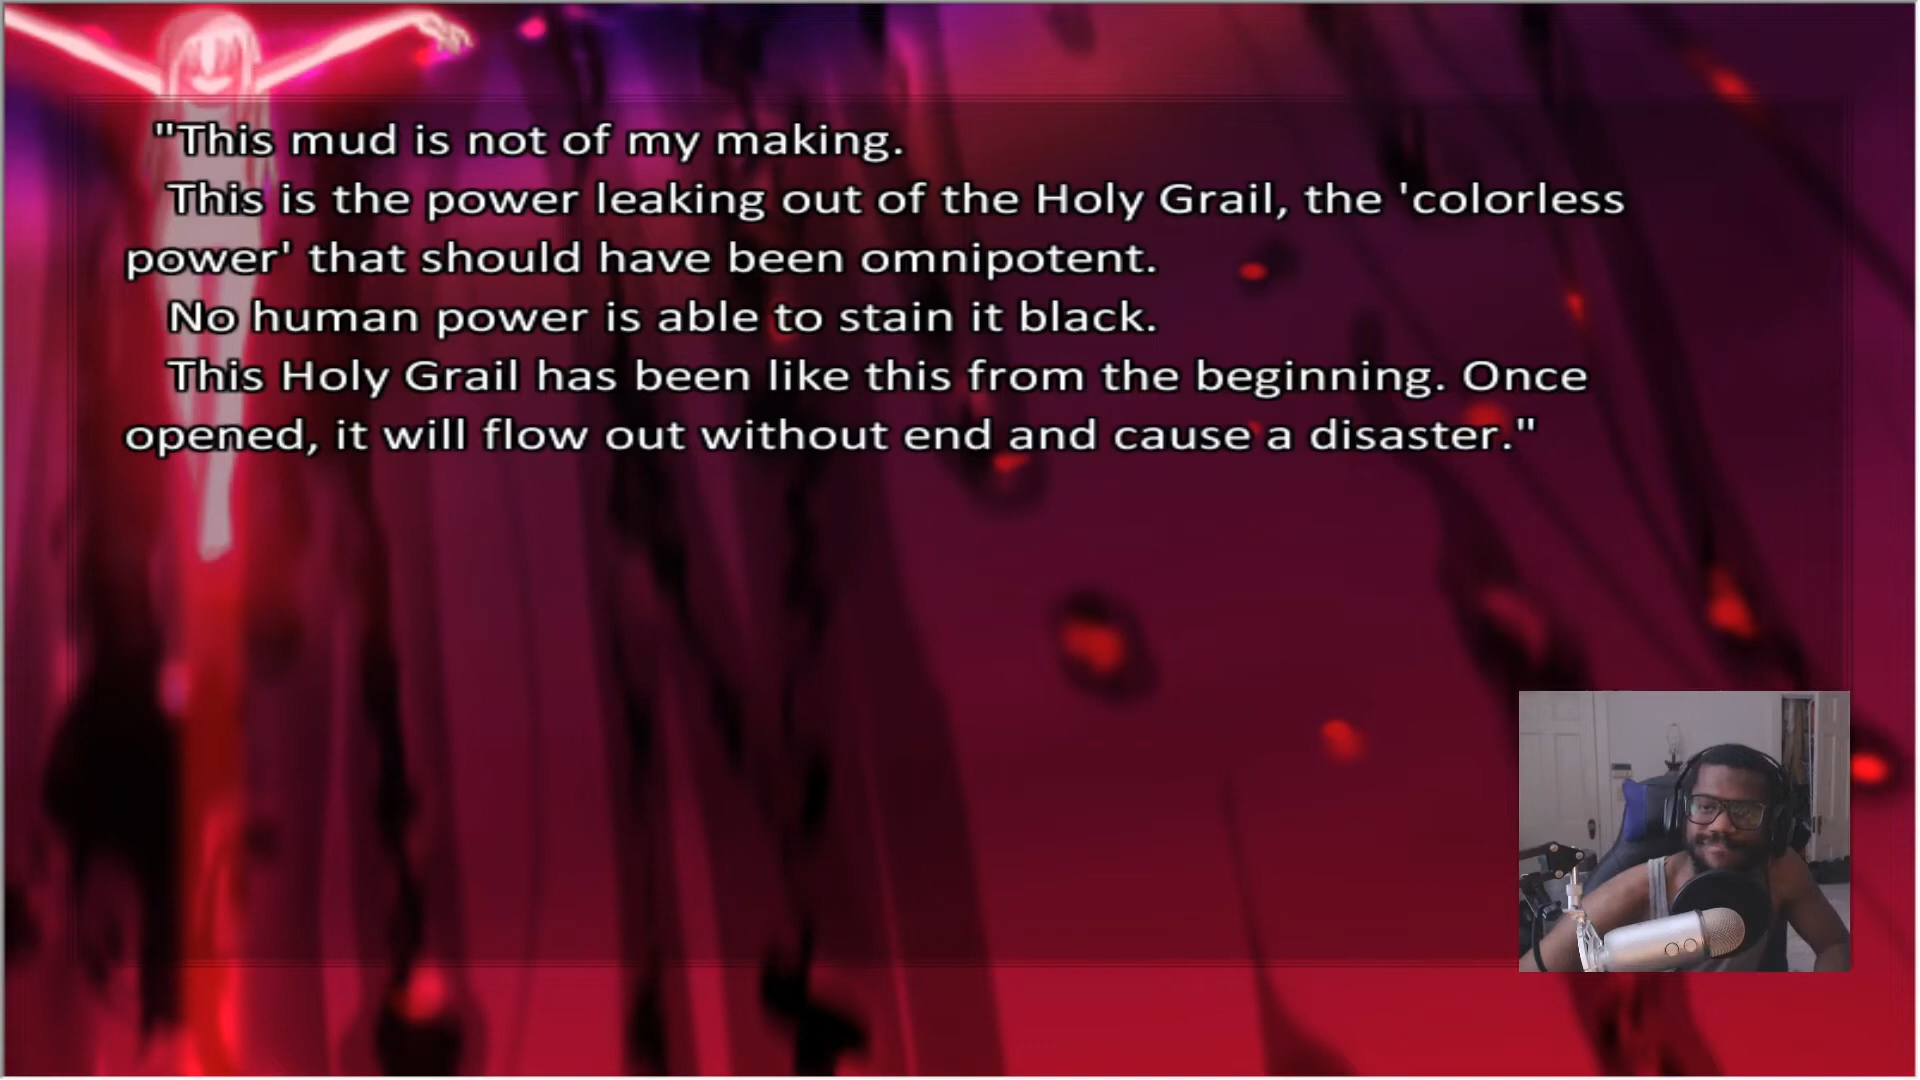 "This mud is not of my making.
This is the power leaking out of the Holy Grail, the 'colorless
power' that should have been omnipotent.
No human power is able to stain it black.
This Holy Grail has been like this from the beginning. Once
opened, it will flow out without end and cause a disaster."